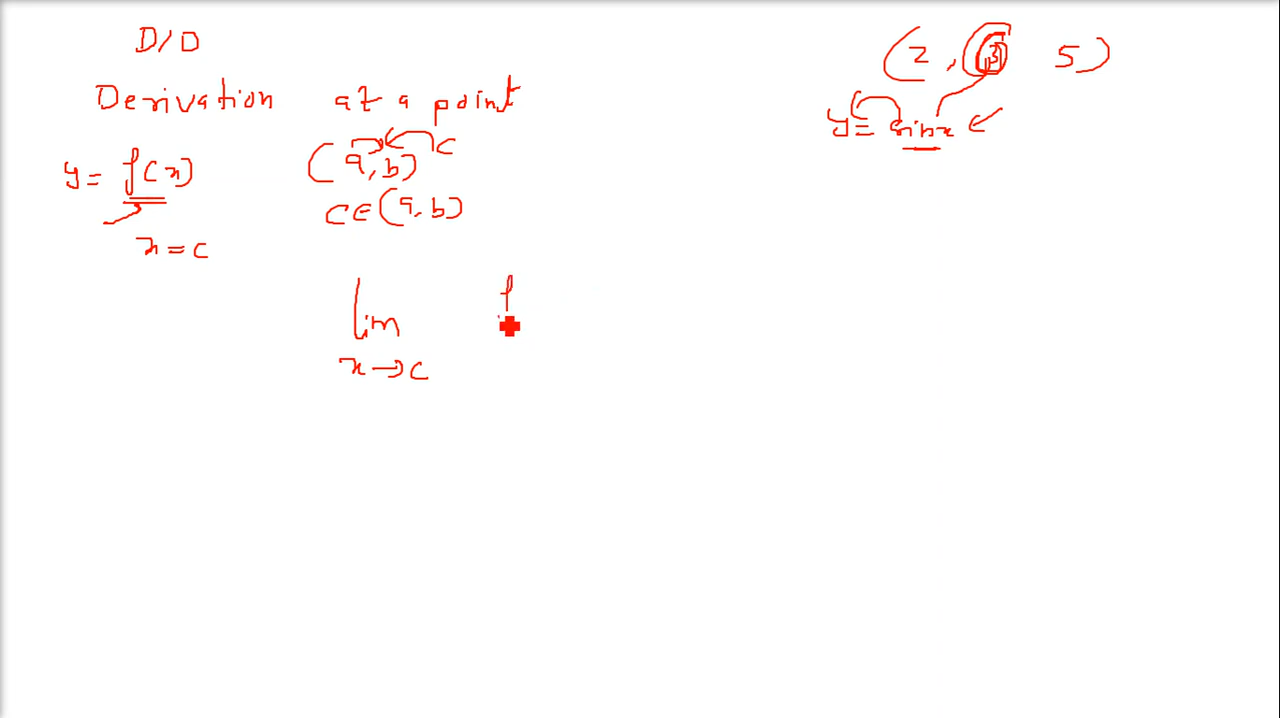 D/D
Derivation at a point
y = f(x)
(a, b) c
c ∈ (a, b)
x = c
lim f
x → c
(2, 3 5)
y = sinx